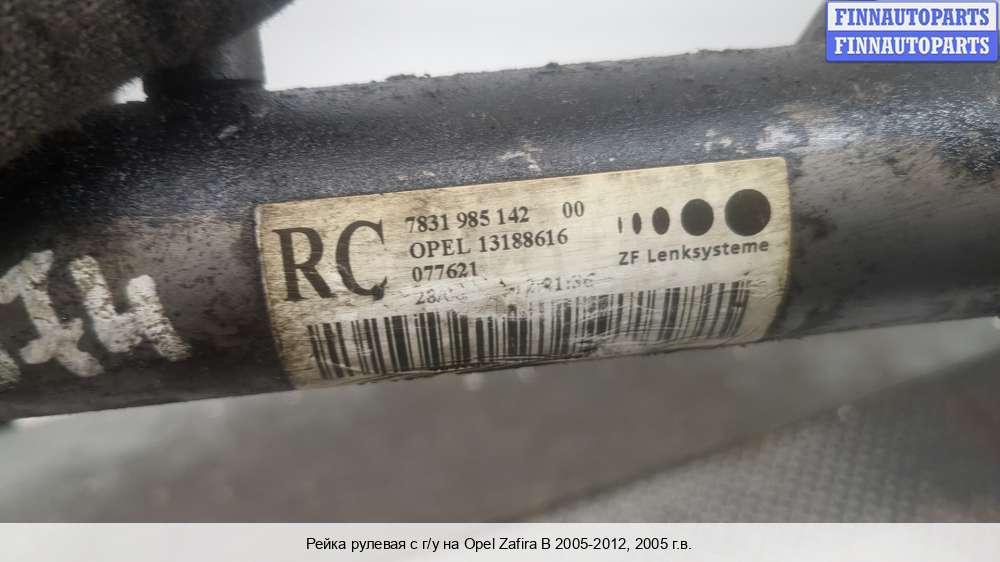 FINNAUTOPARTS
FINNAUTOPARTS
RC
7831 985 142 00
OPEL 13188616
077621
ZF Lenksysteme
Рейка рулевая с г/у на Opel Zafira B 2005-2012, 2005 г.в.